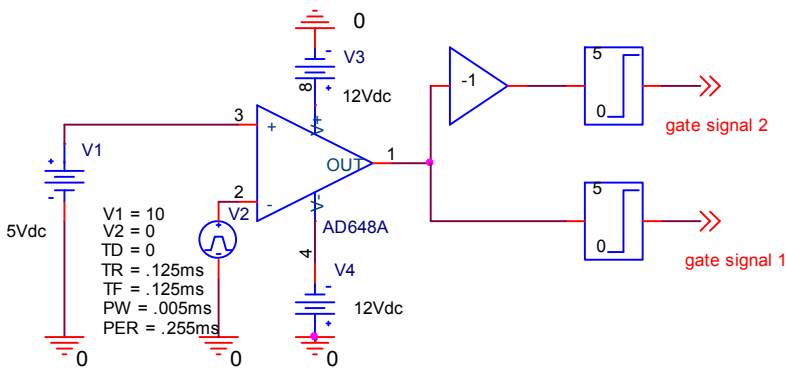 0
V3
8
12Vdc
V+
3
+
V1
5Vdc
2
-
V2
V1 = 10
V2 = 0
TD = 0
TR = .125ms
TF = .125ms
PW = .005ms
PER = .255ms
OUT
1
V-
AD648A
4
V4
12Vdc
0
0
0
-1
5
0
gate signal 2
5
0
gate signal 1